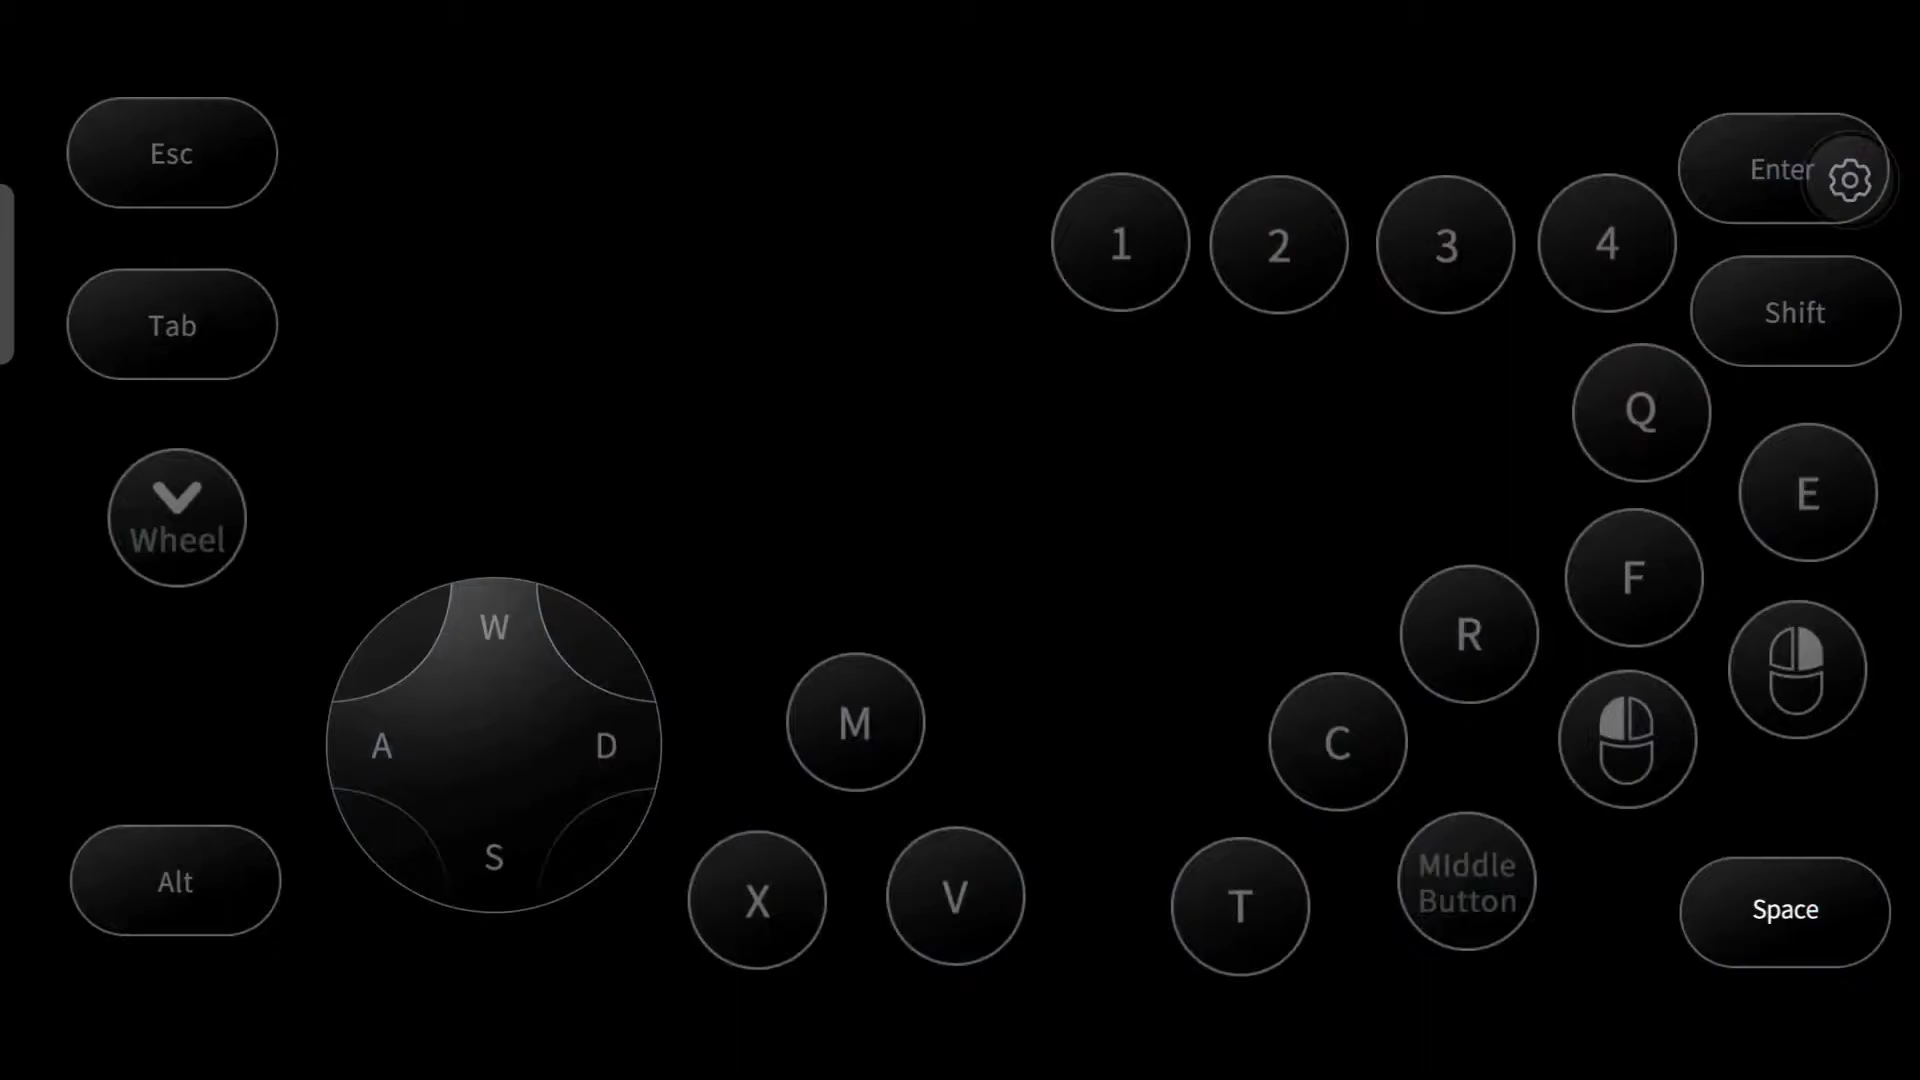 Esc
Enter
1
2
3
4
Tab
Shift
Q
E
Wheel
F
W
R
A
D
M
C
S
Alt
X
V
T
MIddle
Button
Space